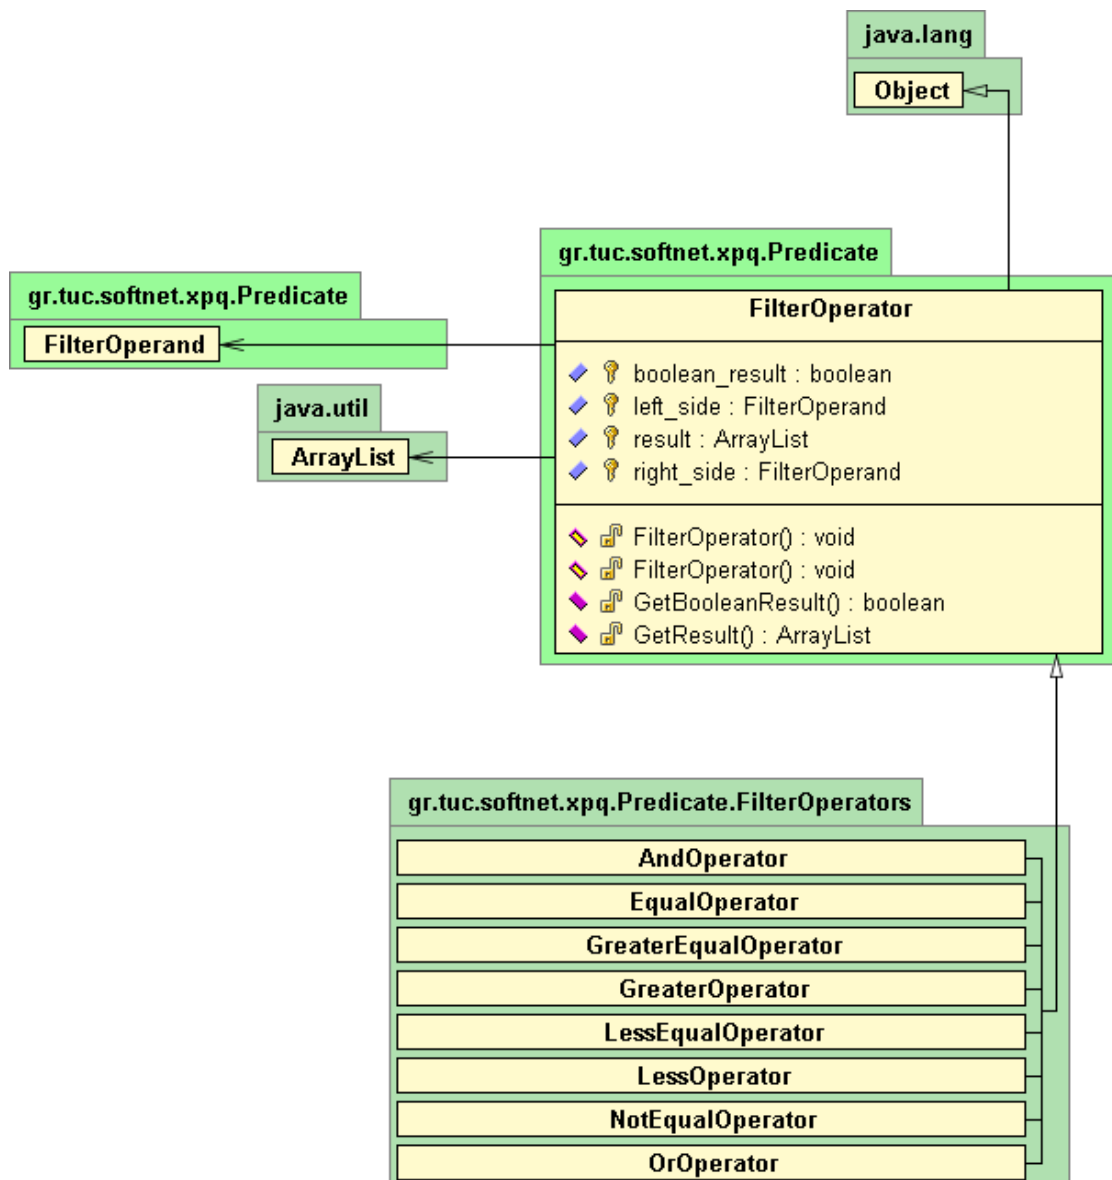 java.lang
Object
gr.tuc.softnet.xpq.Predicate
FilterOperand
java.util
ArrayList
gr.tuc.softnet.xpq.Predicate
FilterOperator
boolean_result : boolean
left_side : FilterOperand
result : ArrayList
right_side : FilterOperand
FilterOperator() : void
FilterOperator() : void
GetBooleanResult() : boolean
GetResult() : ArrayList
gr.tuc.softnet.xpq.Predicate.FilterOperators
AndOperator
EqualOperator
GreaterEqualOperator
GreaterOperator
LessEqualOperator
LessOperator
NotEqualOperator
OrOperator